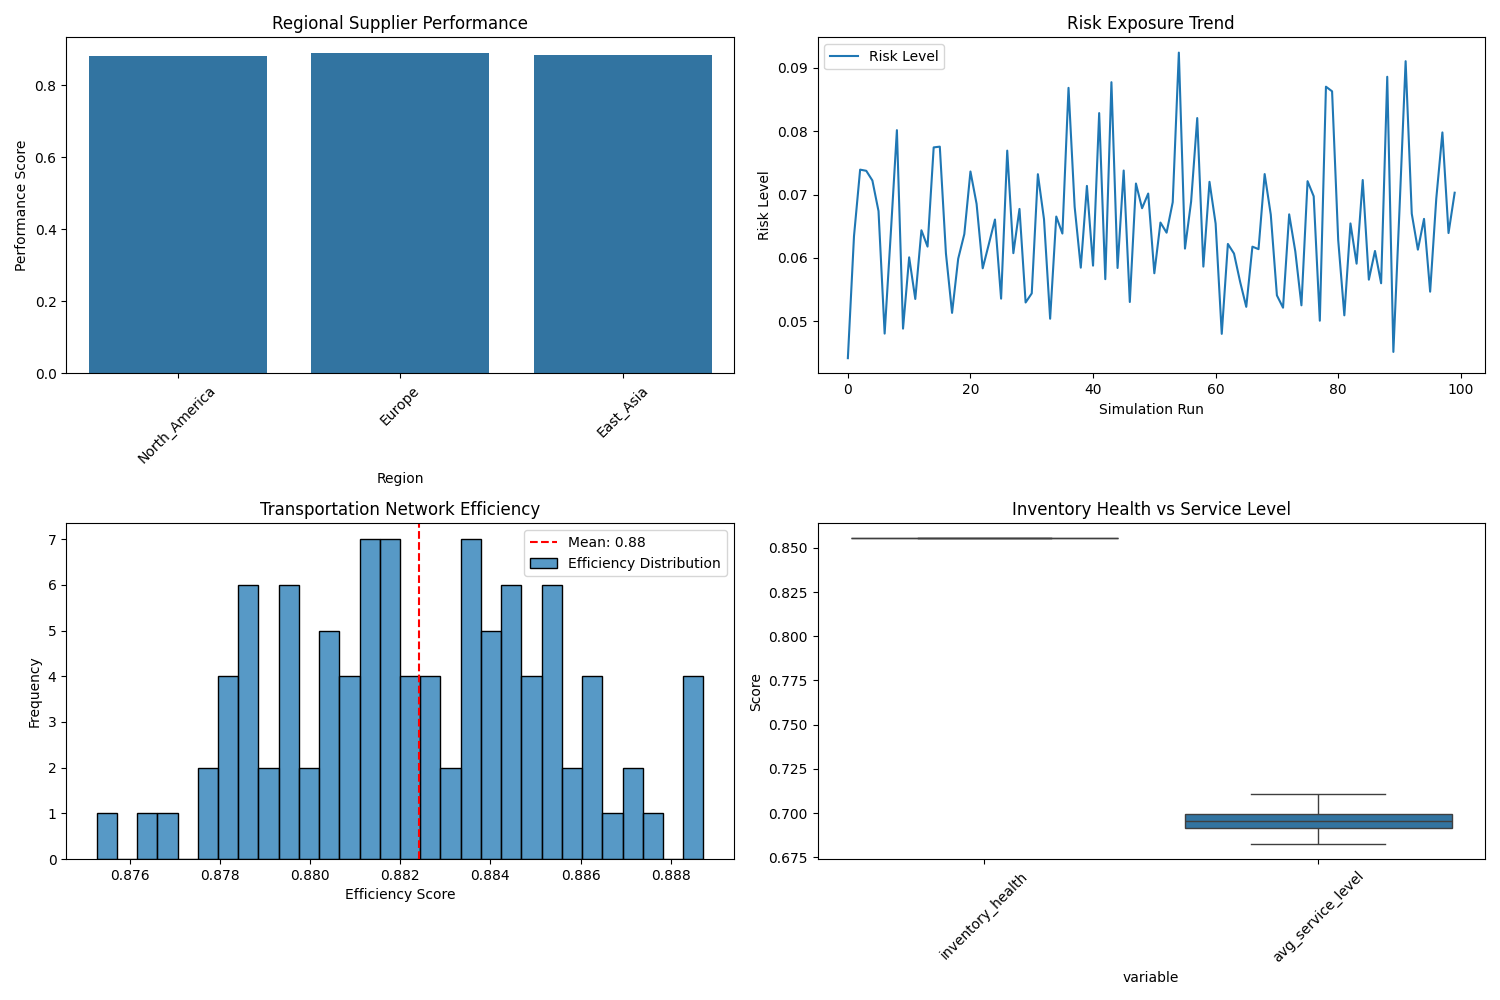 Regional Supplier Performance
Performance Score
0.8
0.6
0.4
0.2
0.0
North_America
Europe
East_Asia
Region
Risk Exposure Trend
Risk Level
Risk Level
0.09
0.08
0.07
0.06
0.05
0
20
40
60
80
100
Simulation Run
Transportation Network Efficiency
Mean: 0.88
Efficiency Distribution
Frequency
7
6
5
4
3
2
1
0
0.876
0.878
0.880
0.882
0.884
0.886
0.888
Efficiency Score
Inventory Health vs Service Level
Score
0.850
0.825
0.800
0.775
0.750
0.725
0.700
0.675
inventory_health
avg_service_level
variable